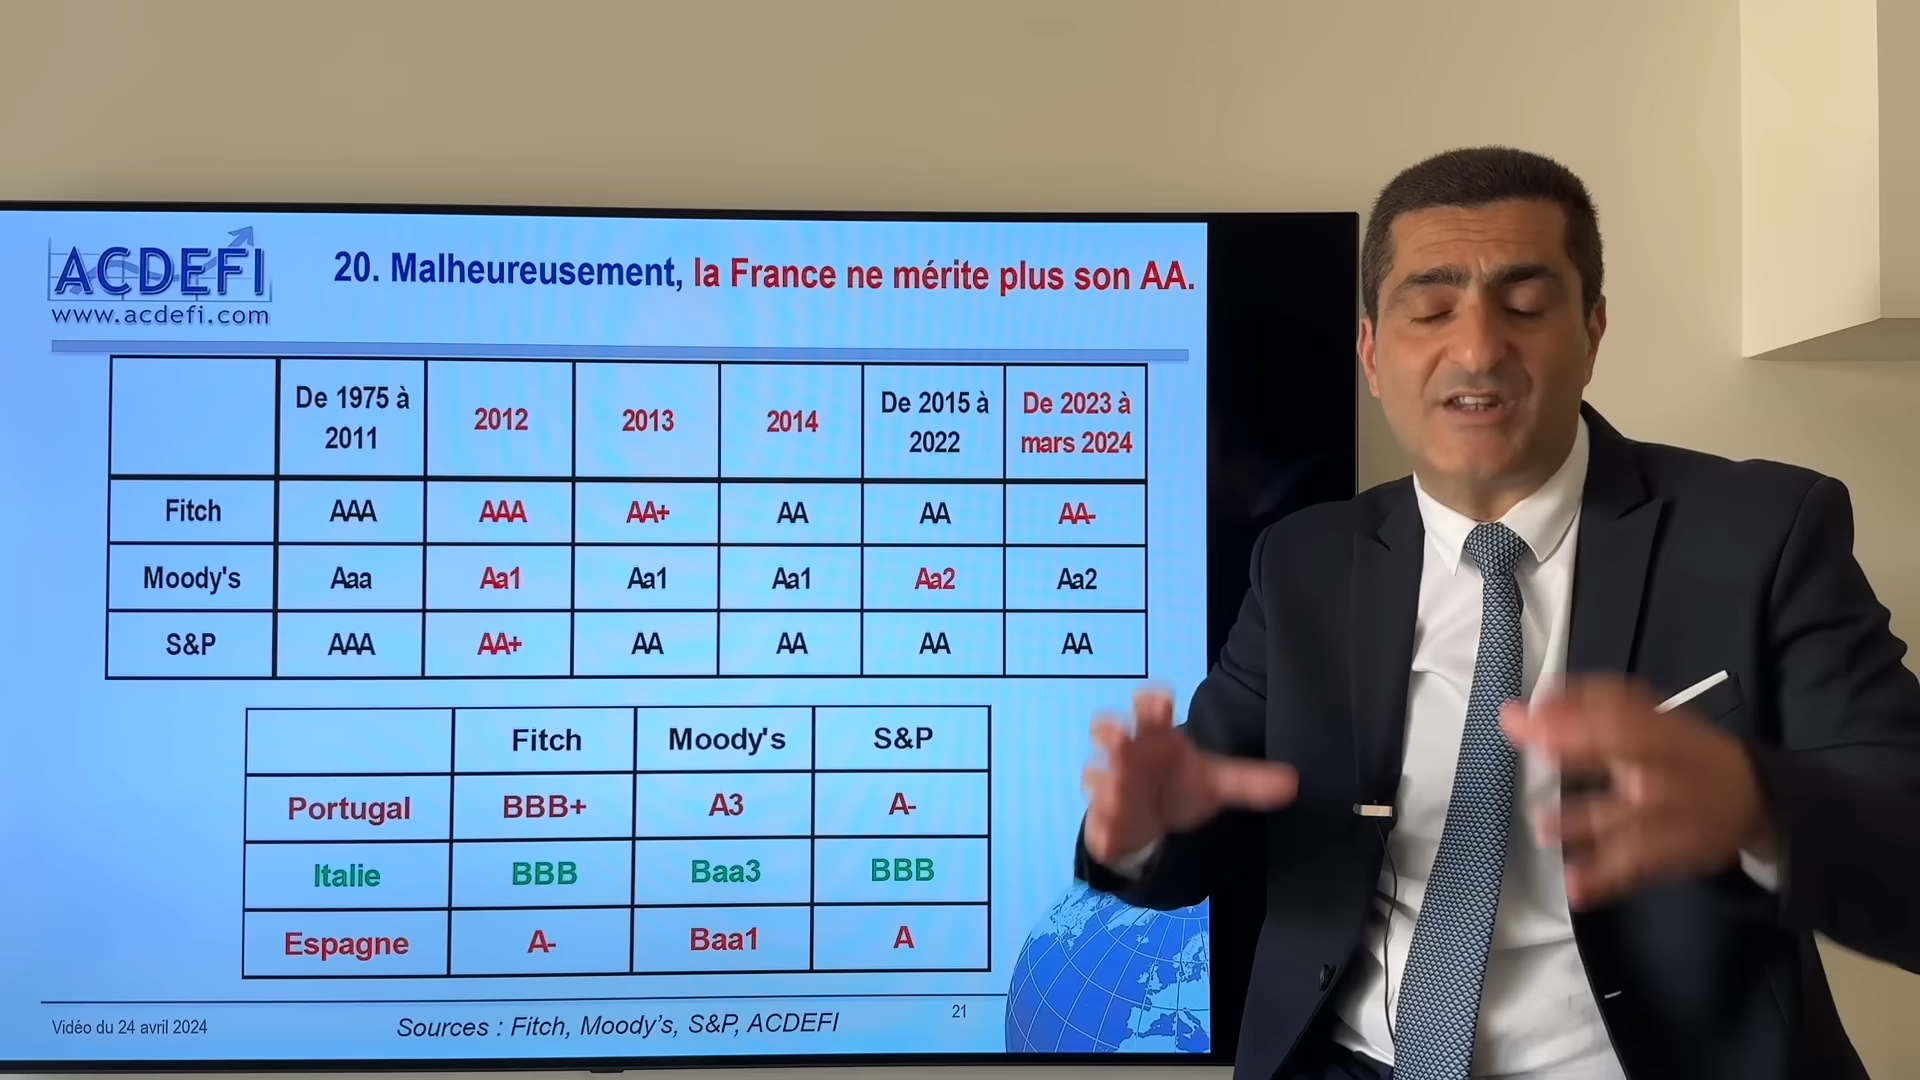 ACDEFI
www.acdefi.com
20. Malheureusement, la France ne mérite plus son AA.
De 1975 à 2011 2012 2013 2014 De 2015 à 2022 De 2023 à mars 2024
Fitch AAA AAA AA+ AA AA AA-
Moody's Aaa Aa1 Aa1 Aa1 Aa2 Aa2
S&P AAA AA+ AA AA AA AA
Fitch Moody's S&P
Portugal BBB+ A3 A-
Italie BBB Baa3 BBB
Espagne A- Baa1 A
Vidéo du 24 avril 2024
Sources : Fitch, Moody's, S&P, ACDEFI
21